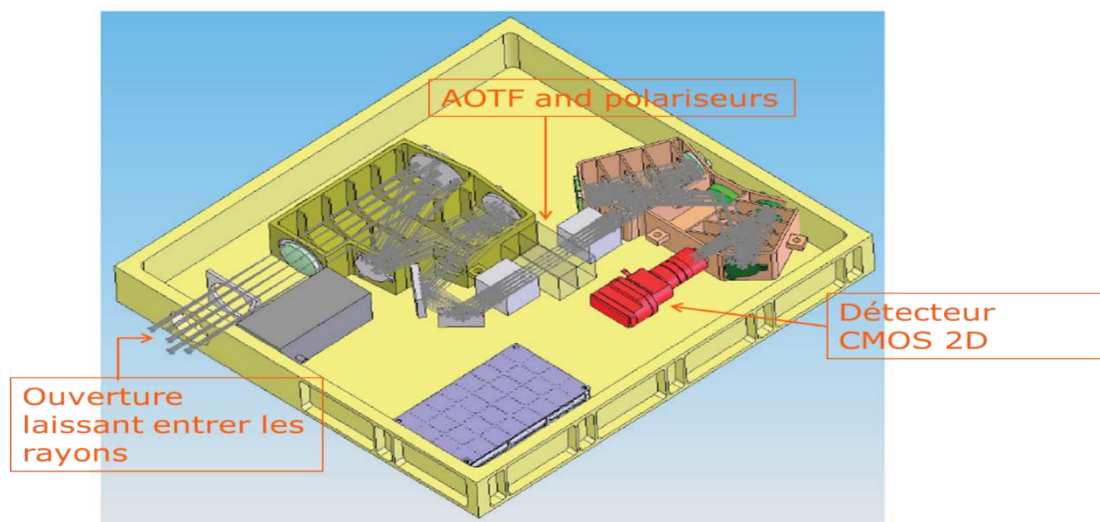 AOTF and polariseurs
Détecteur
CMOS 2D
Ouverture
laissant entrer les
rayons